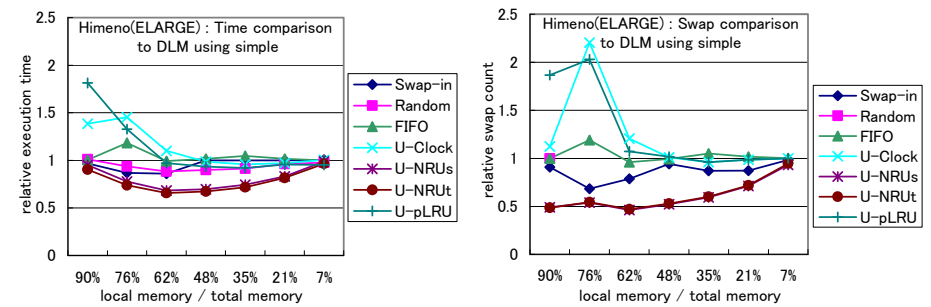 Himeno(ELARGE) : Time comparison
to DLM using simple
relative execution time
2.5
2
1.5
1
0.5
0
90% 76% 62% 48% 35% 21% 7%
local memory / total memory
Swap-in
Random
FIFO
U-Clock
U-NRUs
U-NRUt
U-pLRU
Himeno(ELARGE) : Swap comparison
to DLM using simple
relative swap count
2.5
2
1.5
1
0.5
0
90% 76% 62% 48% 35% 21% 7%
local memory / total memory
Swap-in
Random
FIFO
U-Clock
U-NRUs
U-NRUt
U-pLRU